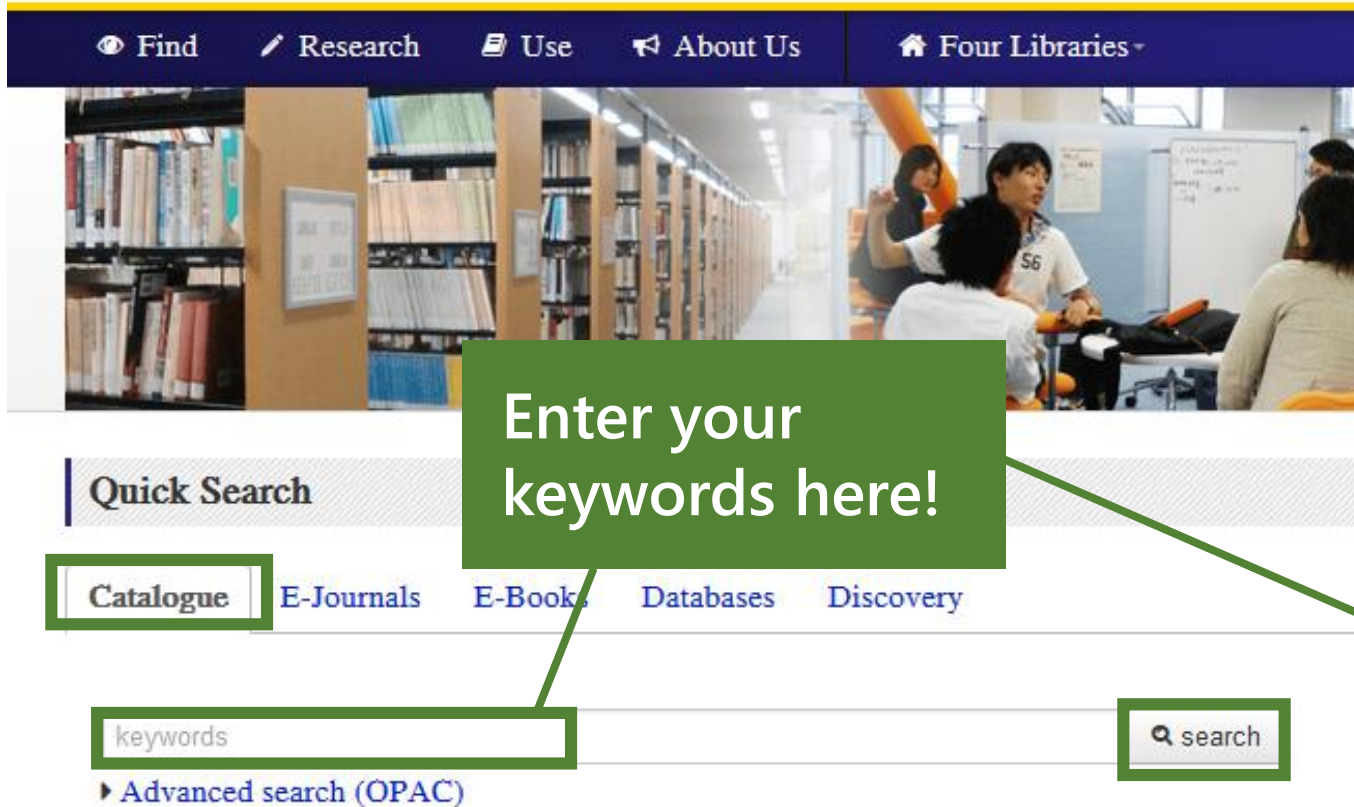 Find Research Use About Us Four Libraries
56
Enter your
keywords here!
Quick Search
Catalogue E-Journals E-Books Databases Discovery
keywords search
Advanced search (OPAC)